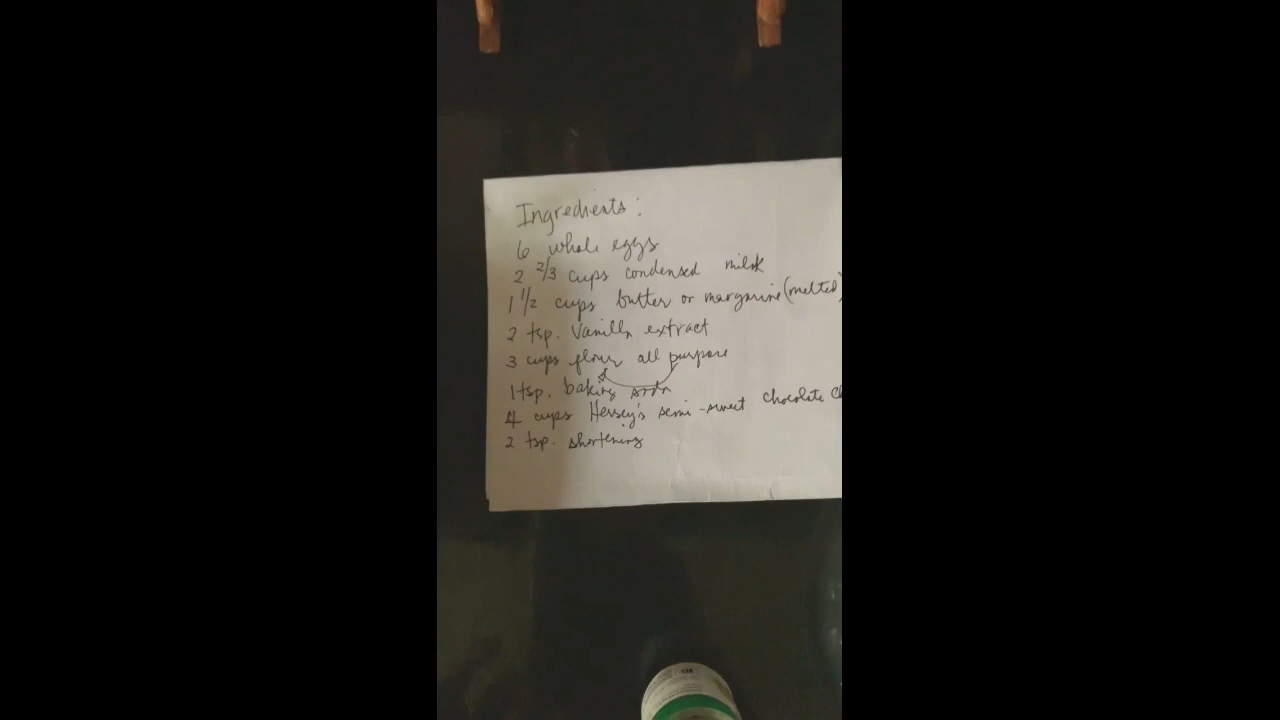 Ingredients:
6 whole eggs
2 2/3 cups condensed milk
1 1/2 cups butter or margarine (melted)
2 tsp. Vanilla extract
3 cups flour all purpose
1 tsp. baking soda
4 cups Hersey's semi-sweet chocolate
2 tsp. shortening